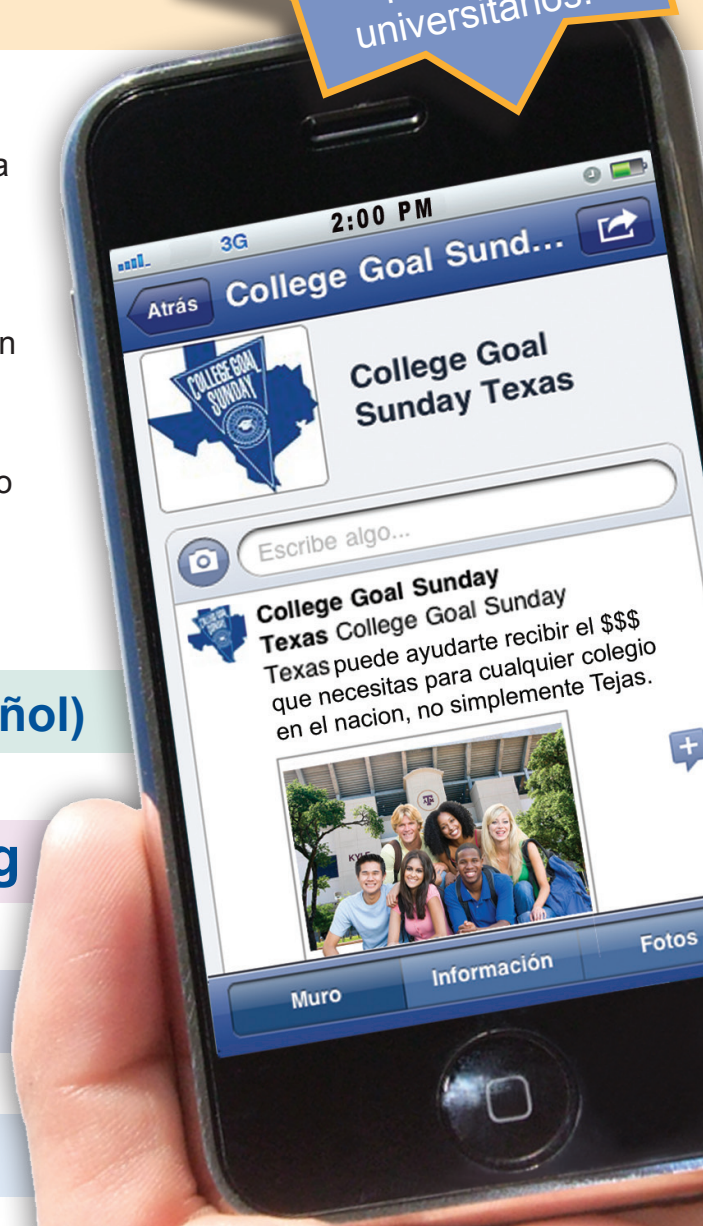 universitarios.
a
n
o
ñol)
g
3G
2:00 PM
Atrás
College Goal Sund...
COLLEGE GOAL
SUNDAY
College Goal
Sunday Texas
Escribe algo...
College Goal Sunday
Texas College Goal Sunday
Texas puede ayudarte recibir el $$$
que necesitas para cualquier colegio
en el nacion, no simplemente Tejas.
KYLE
Muro
Información
Fotos